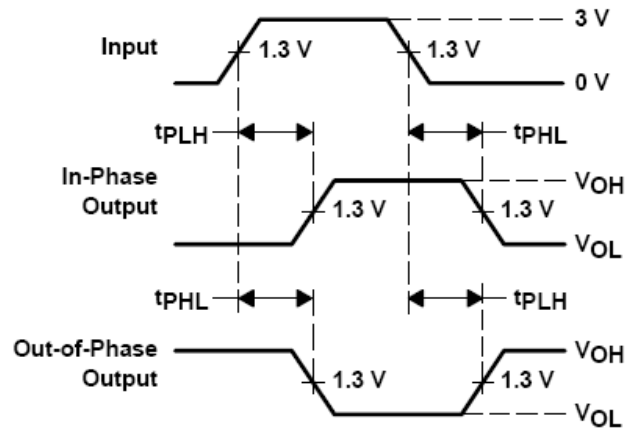 3 V
Input
1.3 V
1.3 V
0 V
tPLH
tPHL
In-Phase
Output
VOH
1.3 V
1.3 V
VOL
tPHL
tPLH
Out-of-Phase
Output
VOH
1.3 V
1.3 V
VOL